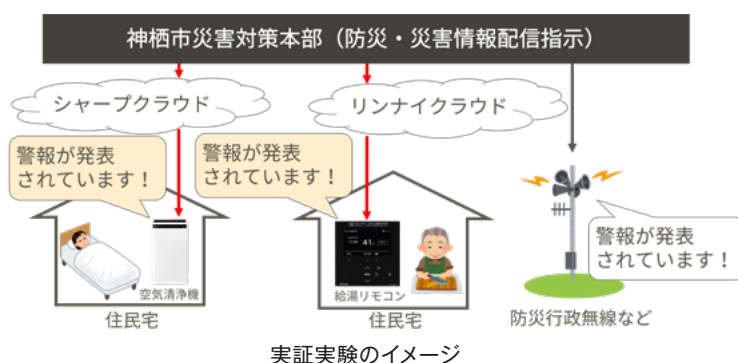 神栖市災害対策本部（防災・災害情報配信指示）
シャープクラウド
リンナイクラウド
警報が発表
されています！
警報が発表
されています！
警報が発表
されています！
空気清浄機
給湯リモコン
住民宅
住民宅
防災行政無線など
実証実験のイメージ